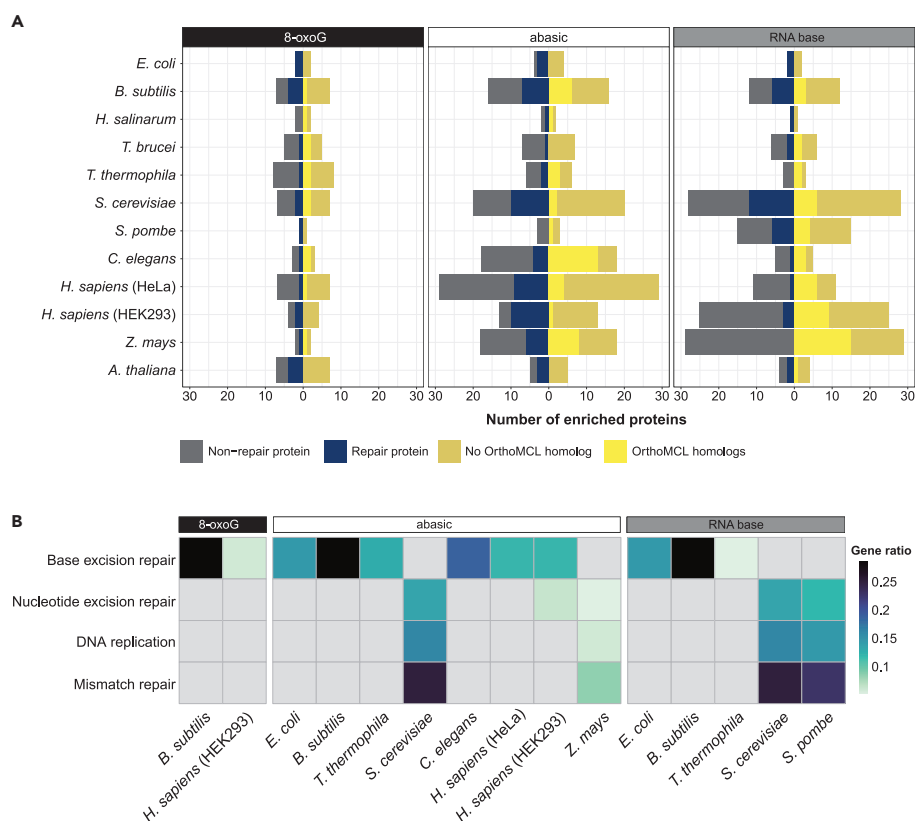 A
8-oxoG abasic RNA base
E. coli
B. subtilis
H. salinarum
T. brucei
T. thermophila
S. cerevisiae
S. pombe
C. elegans
H. sapiens (HeLa)
H. sapiens (HEK293)
Z. mays
A. thaliana
30 20 10 0 10 20 30 30 20 10 0 10 20 30 30 20 10 0 10 20 30
Number of enriched proteins
Non-repair protein Repair protein No OrthoMCL homolog OrthoMCL homologs
B
8-oxoG abasic RNA base
Base excision repair
Nucleotide excision repair
DNA replication
Mismatch repair
Gene ratio
0.25
0.2
0.15
0.1
B. subtilis
H. sapiens (HEK293)
E. coli
B. subtilis
T. thermophila
S. cerevisiae
C. elegans
H. sapiens (HeLa)
H. sapiens (HEK293)
Z. mays
E. coli
B. subtilis
T. thermophila
S. cerevisiae
S. pombe